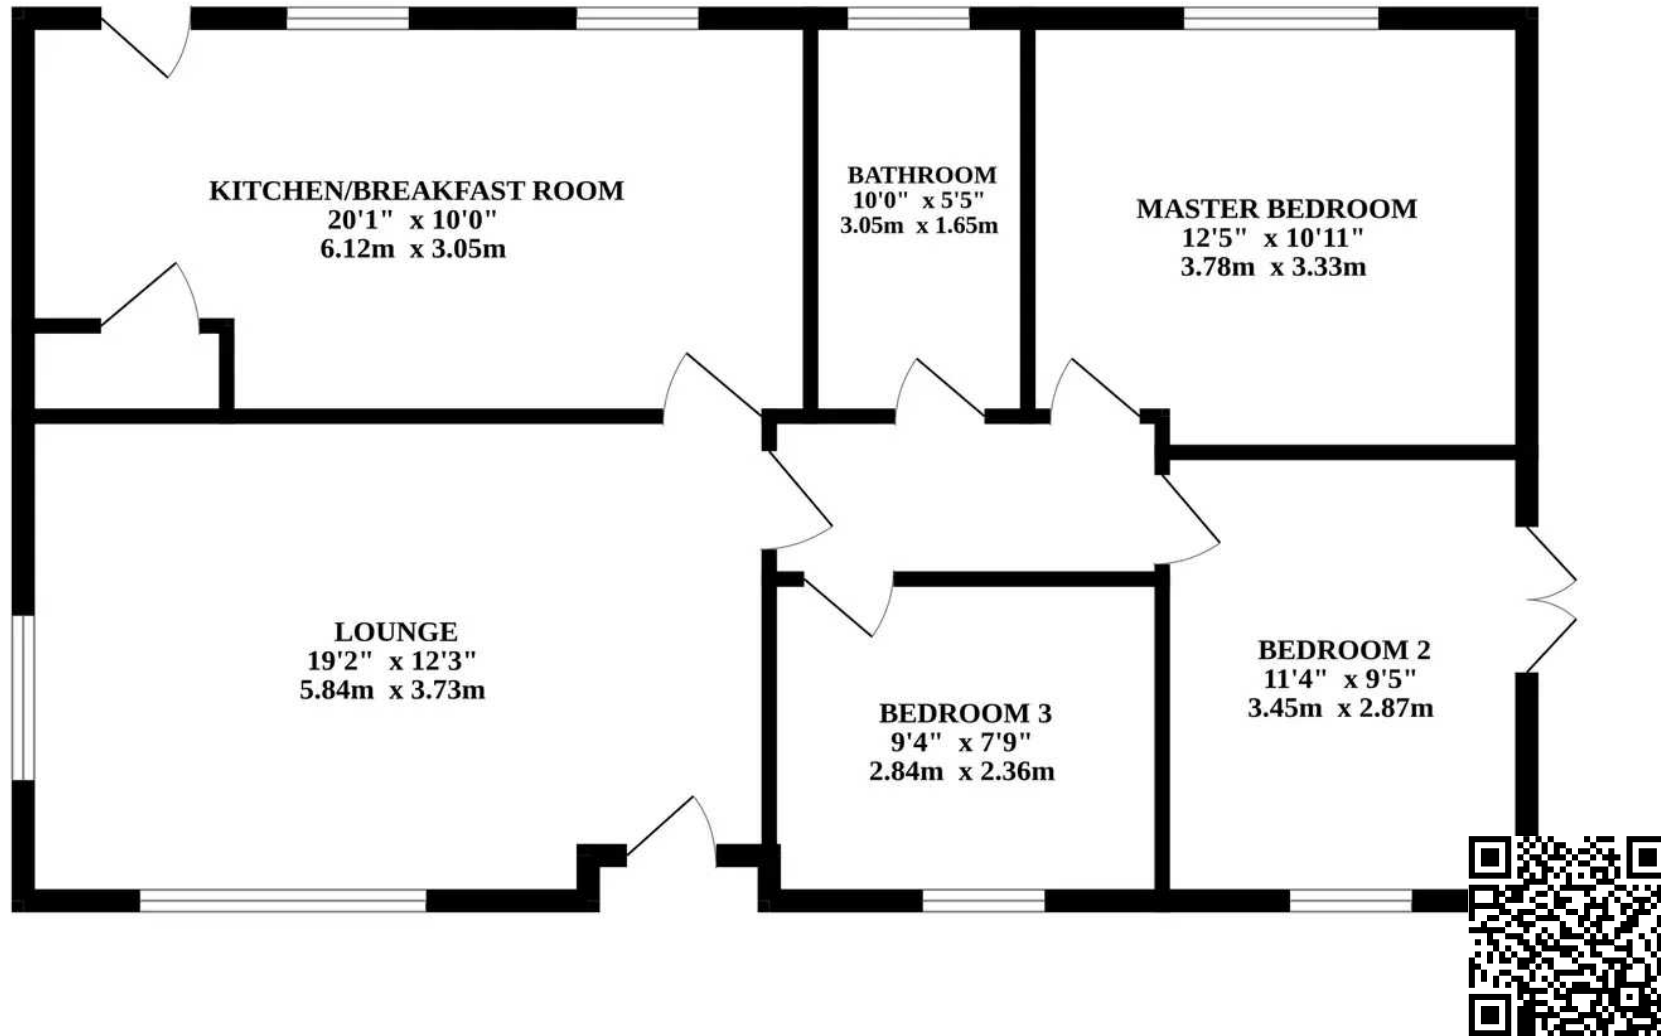 KITCHEN/BREAKFAST ROOM
20'1" x 10'0"
6.12m x 3.05m
BATHROOM
10'0" x 5'5"
3.05m x 1.65m
MASTER BEDROOM
12'5" x 10'11"
3.78m x 3.33m
LOUNGE
19'2" x 12'3"
5.84m x 3.73m
BEDROOM 3
9'4" x 7'9"
2.84m x 2.36m
BEDROOM 2
11'4" x 9'5"
3.45m x 2.87m